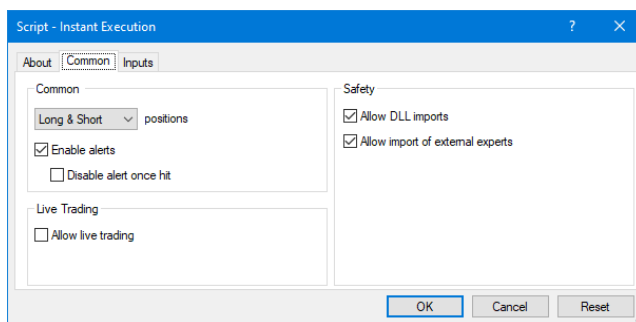 Script - Instant Execution
About Common Inputs
Common
Long & Short positions
Enable alerts
Disable alert once hit
Live Trading
Allow live trading
Safety
Allow DLL imports
Allow import of external experts
OK Cancel Reset